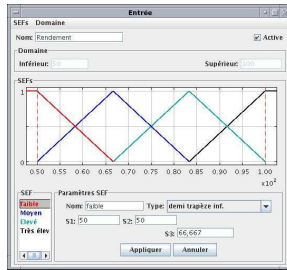 Entrée
SEFs Domaine
Nom: Rendement Active
Domaine
Inférieur: 50 Supérieur: 100
SEFs
1
0
0.50 0.55 0.60 0.65 0.70 0.75 0.80 0.85 0.90 0.95 1.00
x10²
SEF
faible
Moyen
Elevé
Très élev
Paramètres SEF
Nom: faible Type: demi trapèze inf.
S1: 50 S2: 50
S3: 66,667
Appliquer Annuler